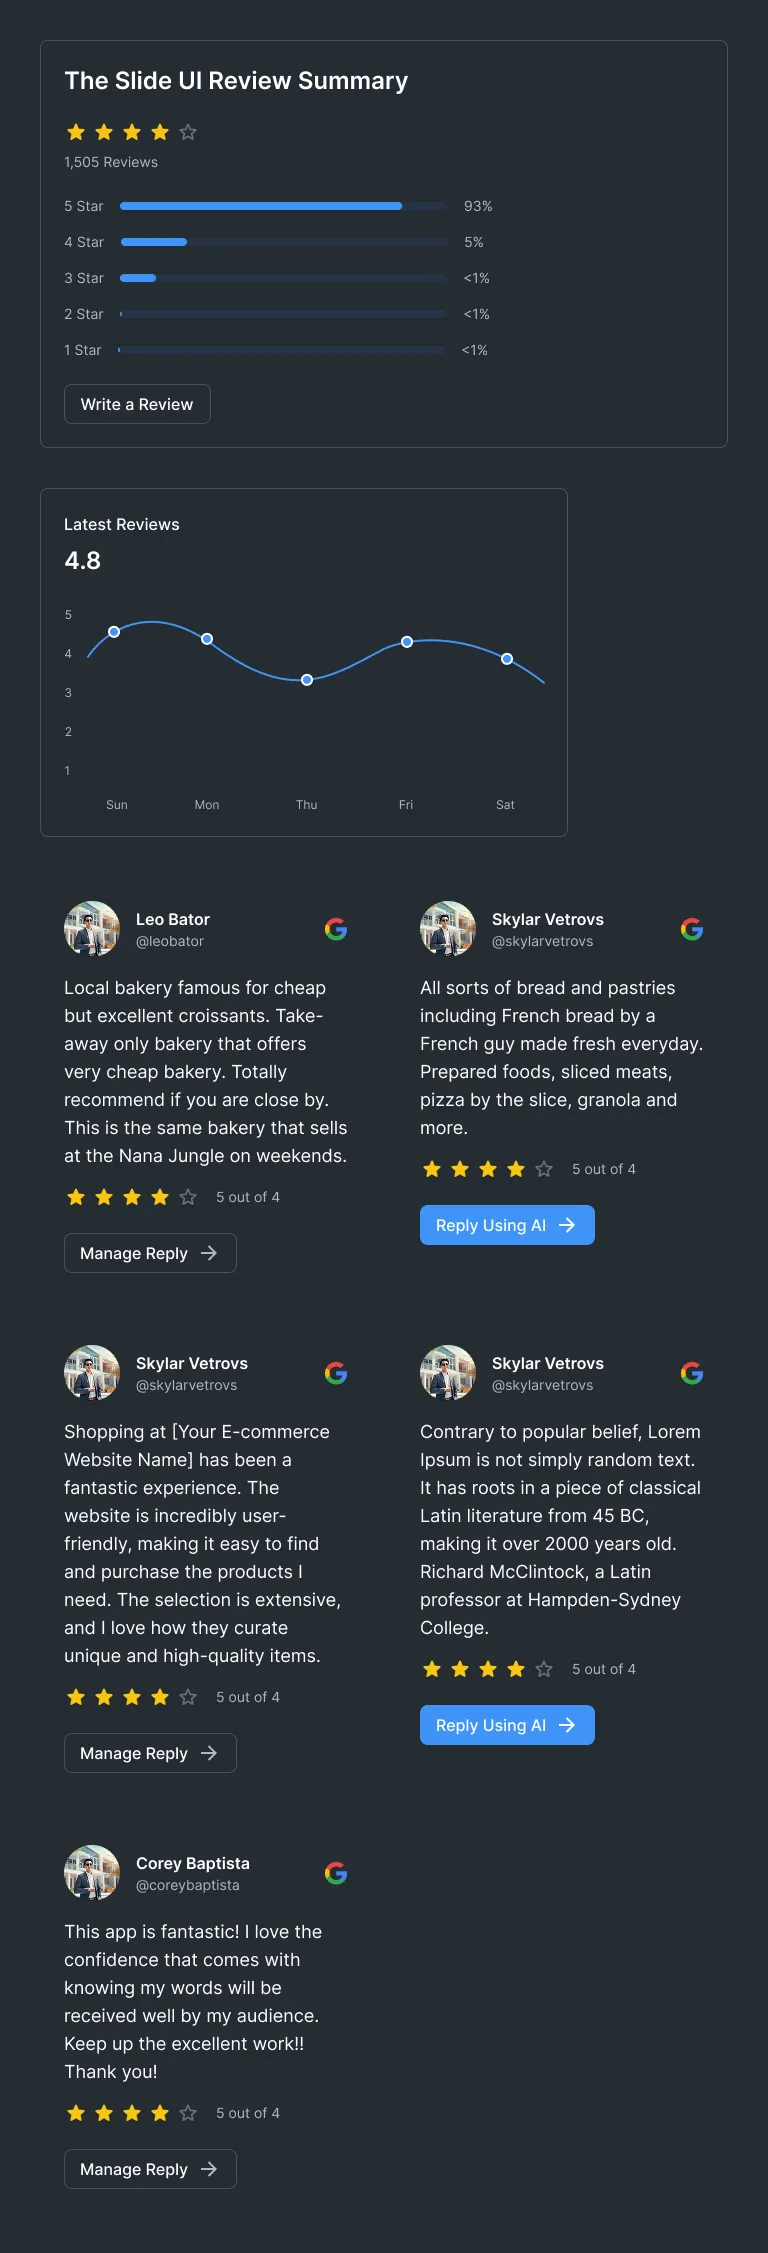 The Slide UI Review Summary
1,505 Reviews
5 Star 93%
4 Star 5%
3 Star <1%
2 Star <1%
1 Star <1%
Write a Review
Latest Reviews
4.8
5
4
3
2
1
Sun Mon Thu Fri Sat
Leo Bator
@leobator
Local bakery famous for cheap
but excellent croissants. Take-
away only bakery that offers
very cheap bakery. Totally
recommend if you are close by.
This is the same bakery that sells
at the Nana Jungle on weekends.
5 out of 4
Manage Reply
Skylar Vetrovs
@skylarvetrovs
All sorts of bread and pastries
including French bread by a
French guy made fresh everyday.
Prepared foods, sliced meats,
pizza by the slice, granola and
more.
5 out of 4
Reply Using AI
Skylar Vetrovs
@skylarvetrovs
Shopping at [Your E-commerce
Website Name] has been a
fantastic experience. The
website is incredibly user-
friendly, making it easy to find
and purchase the products I
need. The selection is extensive,
and I love how they curate
unique and high-quality items.
5 out of 4
Manage Reply
Skylar Vetrovs
@skylarvetrovs
Contrary to popular belief, Lorem
Ipsum is not simply random text.
It has roots in a piece of classical
Latin literature from 45 BC,
making it over 2000 years old.
Richard McClintock, a Latin
professor at Hampden-Sydney
College.
5 out of 4
Reply Using AI
Corey Baptista
@coreybaptista
This app is fantastic! I love the
confidence that comes with
knowing my words will be
received well by my audience.
Keep up the excellent work!!
Thank you!
5 out of 4
Manage Reply